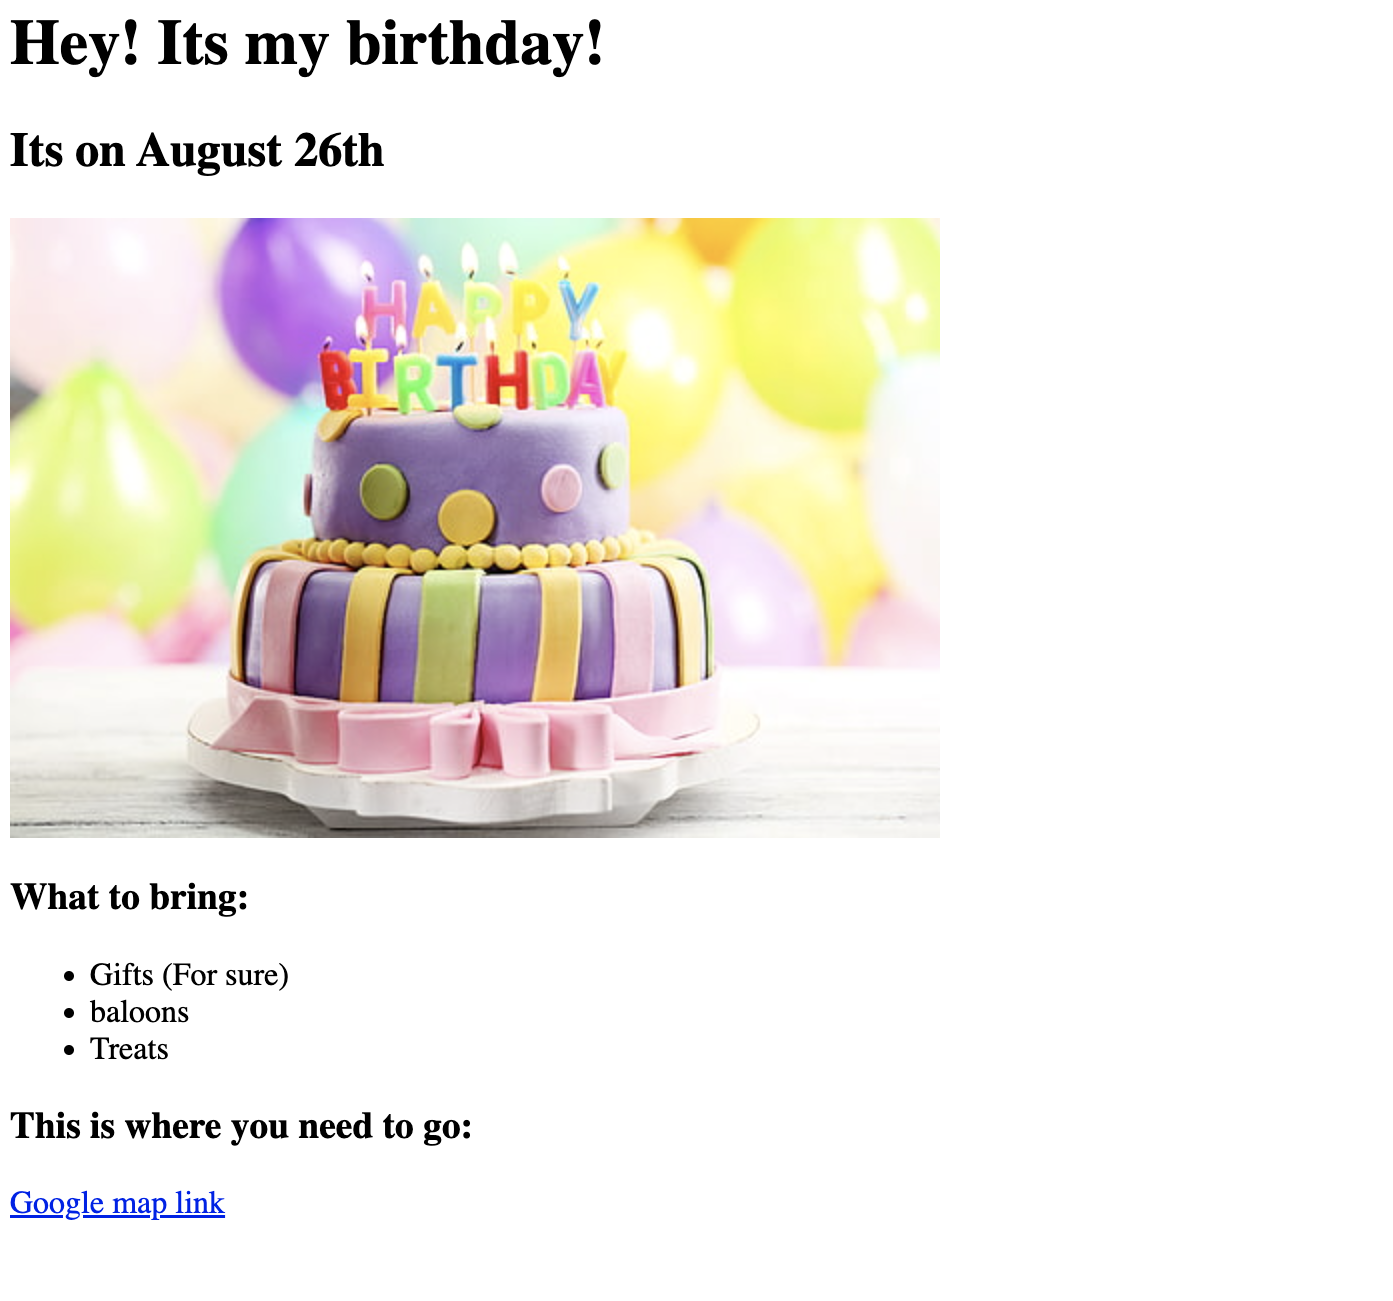 Hey! Its my birthday!
Its on August 26th
HAPPY
BIRTHDAY
What to bring:
Gifts (For sure)
baloons
Treats
This is where you need to go:
Google map link